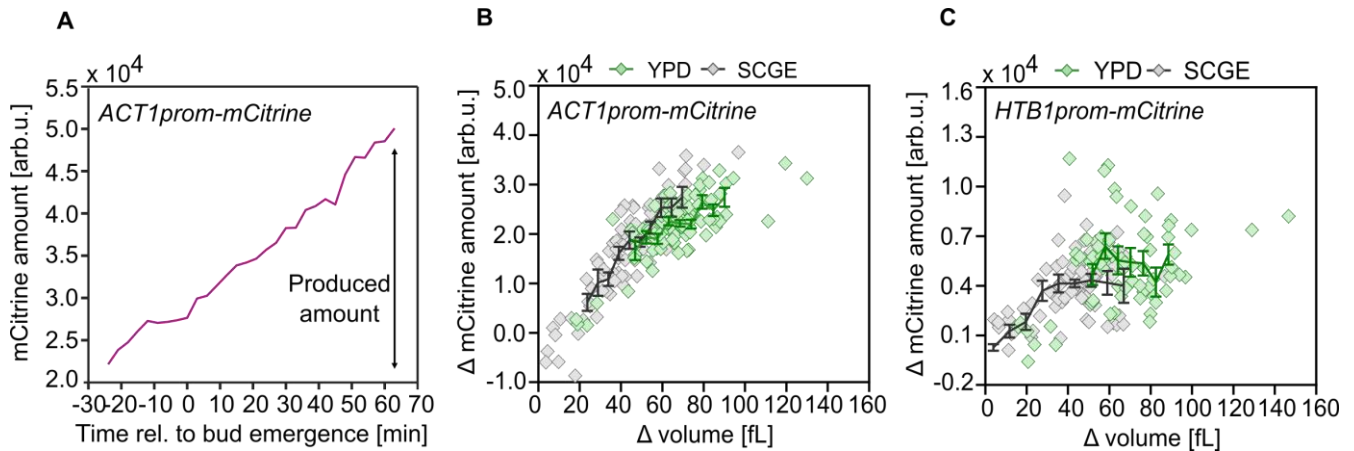 A
x 10⁴
ACT1prom-mCitrine
mCitrine amount [arb.u.]
5.5
5.0
4.5
4.0
3.5
3.0
2.5
2.0
Produced
amount
-30 -20 -10 0 10 20 30 40 50 60 70
Time rel. to bud emergence [min]
B
x 10⁴
YPD SCGE
ACT1prom-mCitrine
Δ mCitrine amount [arb.u.]
5.0
4.0
3.0
2.0
1.0
0.0
-1.0
0 20 40 60 80 100 120 140 160
Δ volume [fL]
C
x 10⁴
YPD SCGE
HTB1prom-mCitrine
Δ mCitrine amount [arb.u.]
1.6
1.3
1.0
0.7
0.4
0.1
-0.2
0 20 40 60 80 100 120 140 160
Δ volume [fL]